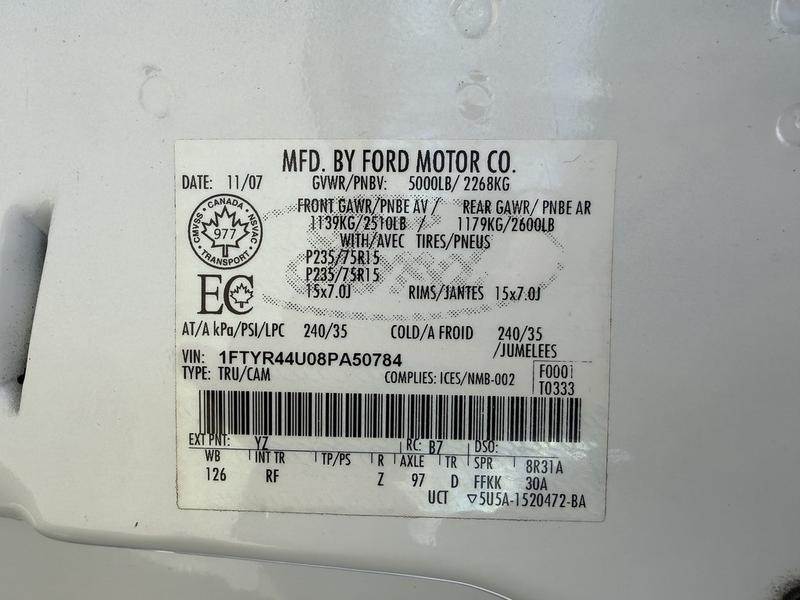 MFD. BY FORD MOTOR CO.
DATE: 11/07 GVWR/PNBV: 5000LB/ 2268KG
FRONT GAWR/PNBE AV / REAR GAWR/ PNBE AR
1139KG/2510LB / 1179KG/2600LB
WITH/AVEC TIRES/PNEUS
CANADA
CMVSS 977 NSVAC
TRANSPORT
P235/75R15
P235/75R15
EC
15x7.0J RIMS/JANTES 15x7.0J
AT/A kPa/PSI/LPC 240/35 COLD/A FROID 240/35
/JUMELEES
VIN: 1FTYR44U08PA50784
TYPE: TRU/CAM COMPLIES: ICES/NMB-002
F0001
T0333
EXT PNT: YZ RC: B7 DSO:
WB INT TR TP/PS R AXLE TR SPR 8R31A
126 RF Z 97 D FFKK 30A
UCT ▽5U5A-1520472-BA